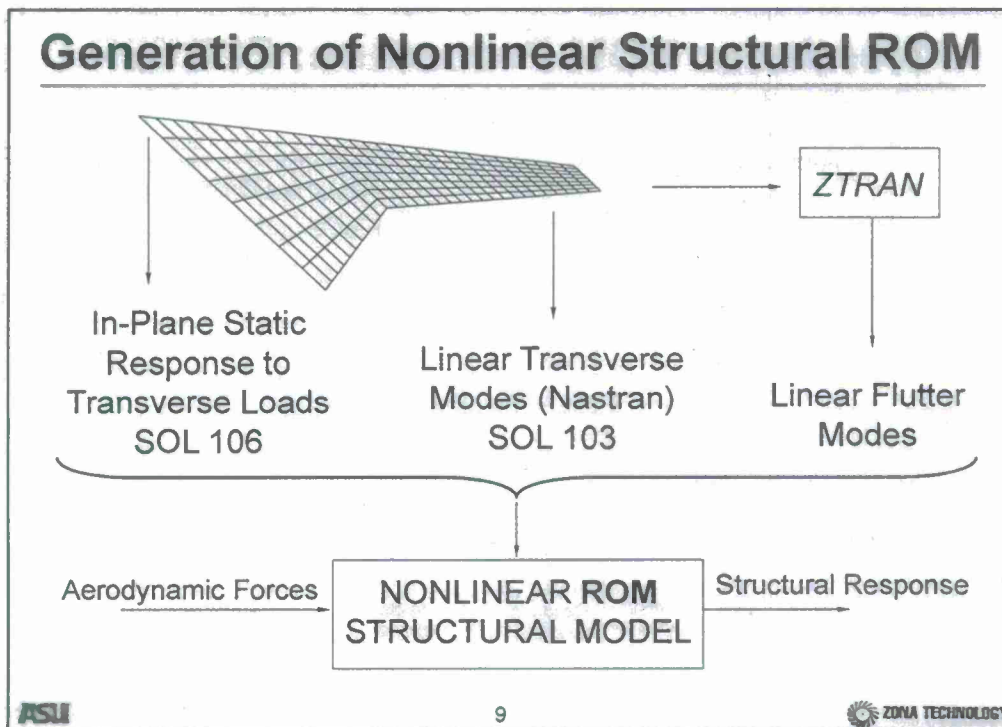 Generation of Nonlinear Structural ROM
ZTRAN
In-Plane Static
Response to
Transverse Loads
SOL 106
Linear Transverse
Modes (Nastran)
SOL 103
Linear Flutter
Modes
Aerodynamic Forces
NONLINEAR ROM
STRUCTURAL MODEL
Structural Response
ASU
9
ZONA TECHNOLOGY